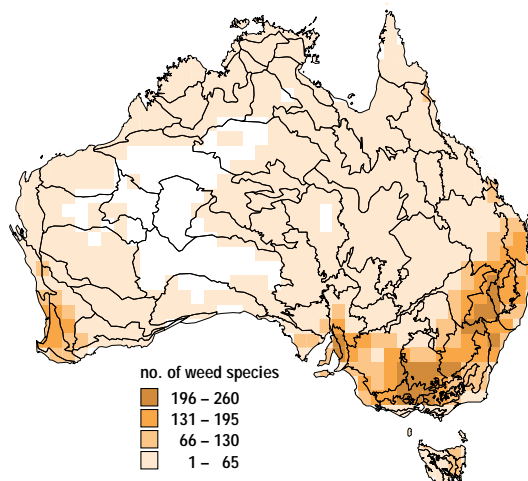 no. of weed species
196 – 260
131 – 195
66 – 130
1 – 65